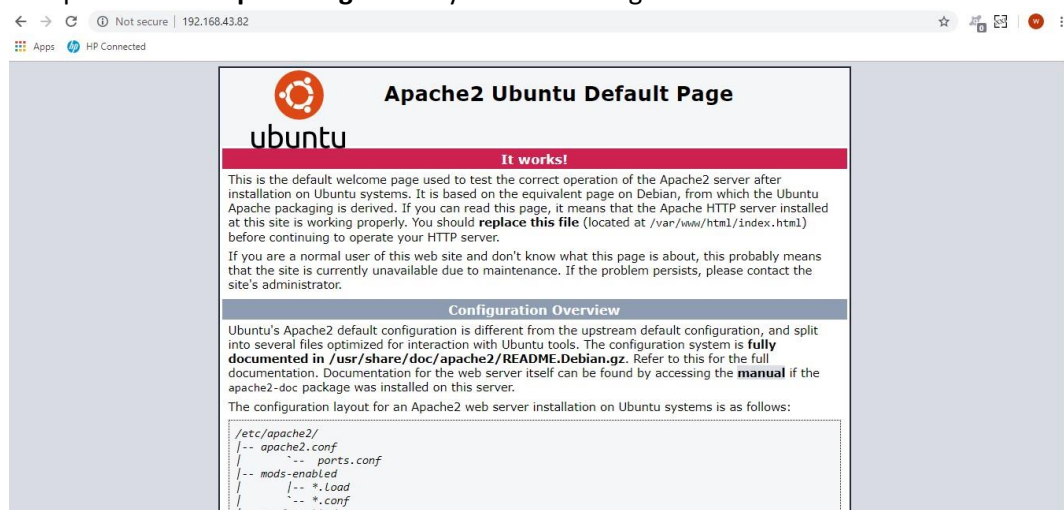 Not secure | 192.168.43.82
0
w
Apps HP Connected
ubuntu
Apache2 Ubuntu Default Page
It works!
This is the default welcome page used to test the correct operation of the Apache2 server after
installation on Ubuntu systems. It is based on the equivalent page on Debian, from which the Ubuntu
Apache packaging is derived. If you can read this page, it means that the Apache HTTP server installed
at this site is working properly. You should replace this file (located at /var/www/html/index.html)
before continuing to operate your HTTP server.
If you are a normal user of this web site and don't know what this page is about, this probably means
that the site is currently unavailable due to maintenance. If the problem persists, please contact the
site's administrator.
Configuration Overview
Ubuntu's Apache2 default configuration is different from the upstream default configuration, and split
into several files optimized for interaction with Ubuntu tools. The configuration system is fully
documented in /usr/share/doc/apache2/README.Debian.gz. Refer to this for the full
documentation. Documentation for the web server itself can be found by accessing the manual if the
apache2-doc package was installed on this server.
The configuration layout for an Apache2 web server installation on Ubuntu systems is as follows:
/etc/apache2/
|-- apache2.conf
|       `-- ports.conf
|-- mods-enabled
|       |-- *.load
|       `-- *.conf